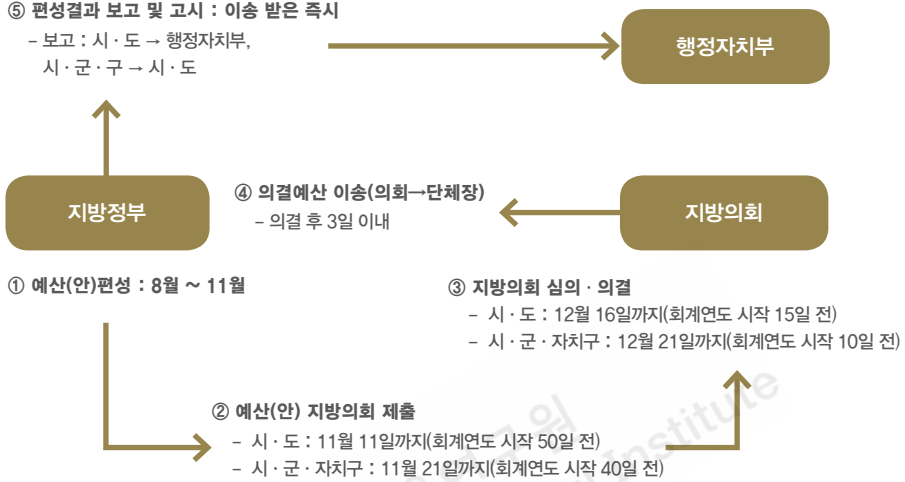 ⑤ 편성결과 보고 및 고시 : 이송 받은 즉시
– 보고 : 시 · 도 → 행정자치부,
시 · 군 · 구 → 시 · 도
행정자치부
지방정부
④ 의결예산 이송(의회→단체장)
– 의결 후 3일 이내
지방의회
① 예산(안)편성 : 8월 ~ 11월
③ 지방의회 심의 · 의결
– 시 · 도 : 12월 16일까지(회계연도 시작 15일 전)
– 시 · 군 · 자치구 : 12월 21일까지(회계연도 시작 10일 전)
② 예산(안) 지방의회 제출
– 시 · 도 : 11월 11일까지(회계연도 시작 50일 전)
– 시 · 군 · 자치구 : 11월 21일까지(회계연도 시작 40일 전)
연구원
Institute